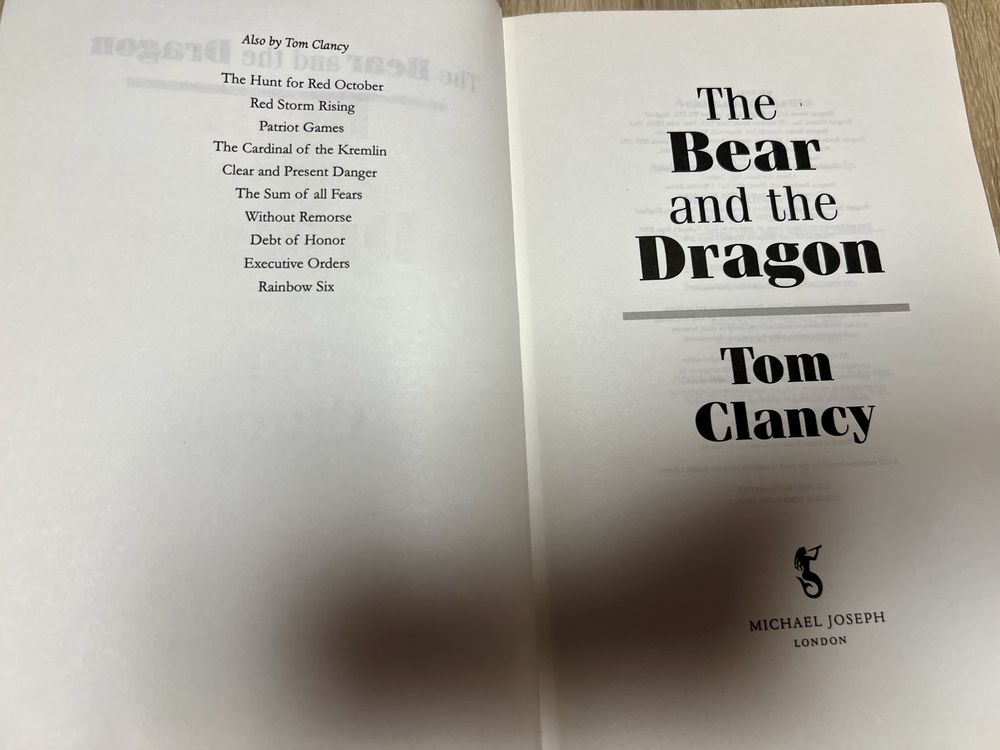 Also by Tom Clancy
The Hunt for Red October
Red Storm Rising
Patriot Games
The Cardinal of the Kremlin
Clear and Present Danger
The Sum of all Fears
Without Remorse
Debt of Honor
Executive Orders
Rainbow Six
The
Bear
and the
Dragon
Tom
Clancy
MICHAEL JOSEPH
LONDON